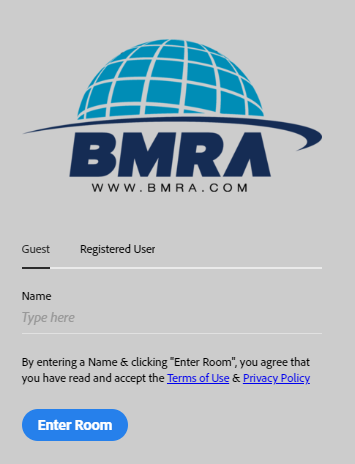 BMRA
WWW.BMRA.COM
Guest Registered User
Name
Type here
By entering a Name & clicking "Enter Room", you agree that
you have read and accept the Terms of Use & Privacy Policy
Enter Room